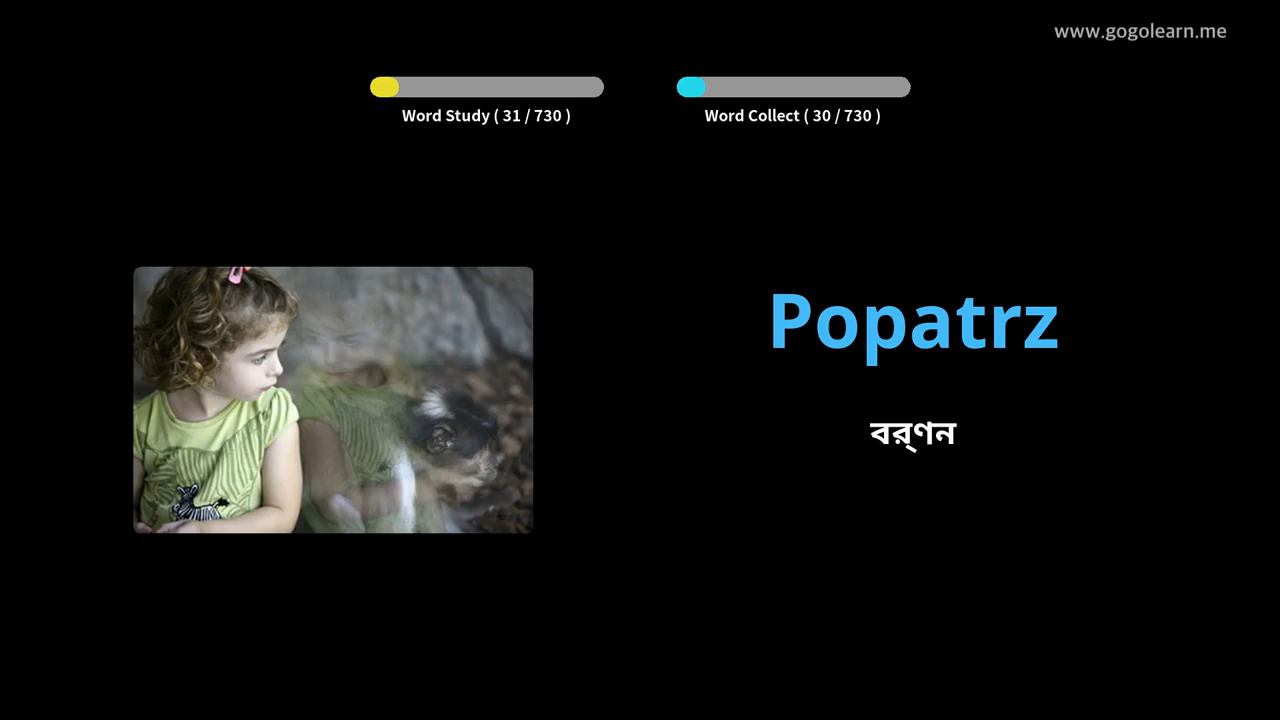 www.gogolearn.me
Word Study ( 31 / 730 )
Word Collect ( 30 / 730 )
Popatrz
বর্ণন